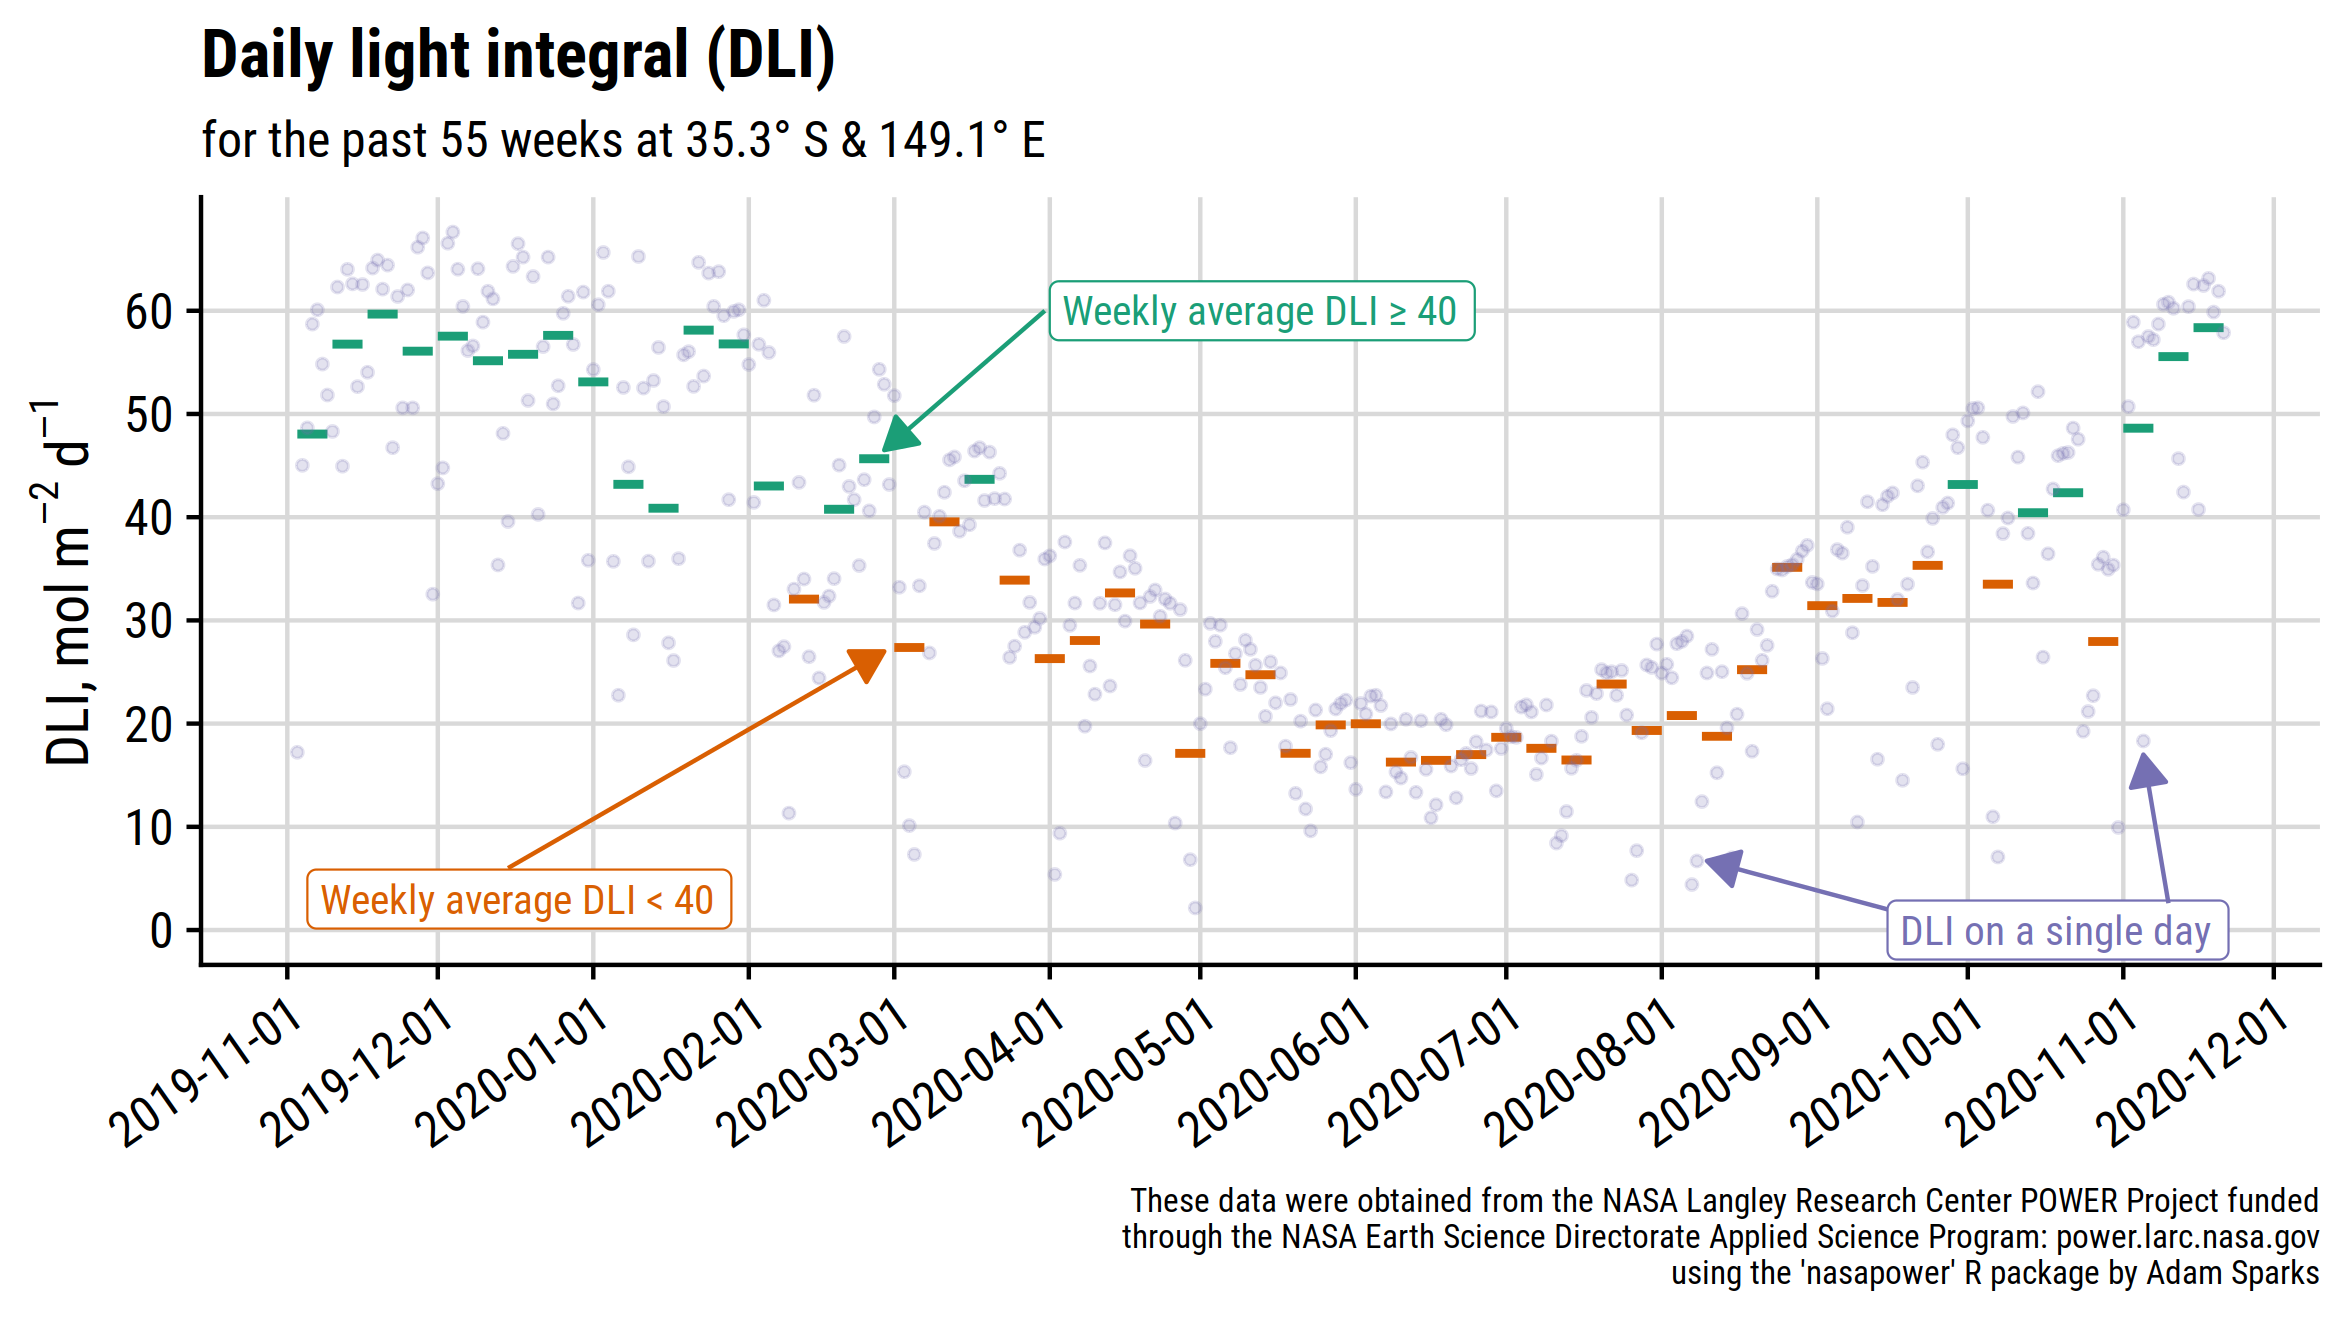 Daily light integral (DLI)
for the past 55 weeks at 35.3° S & 149.1° E
DLI, mol m⁻² d⁻¹
60
50
40
30
20
10
0
Weekly average DLI ≥ 40
Weekly average DLI < 40
DLI on a single day
2019-11-01
2019-12-01
2020-01-01
2020-02-01
2020-03-01
2020-04-01
2020-05-01
2020-06-01
2020-07-01
2020-08-01
2020-09-01
2020-10-01
2020-11-01
2020-12-01
These data were obtained from the NASA Langley Research Center POWER Project funded
through the NASA Earth Science Directorate Applied Science Program: power.larc.nasa.gov
using the 'nasapower' R package by Adam Sparks